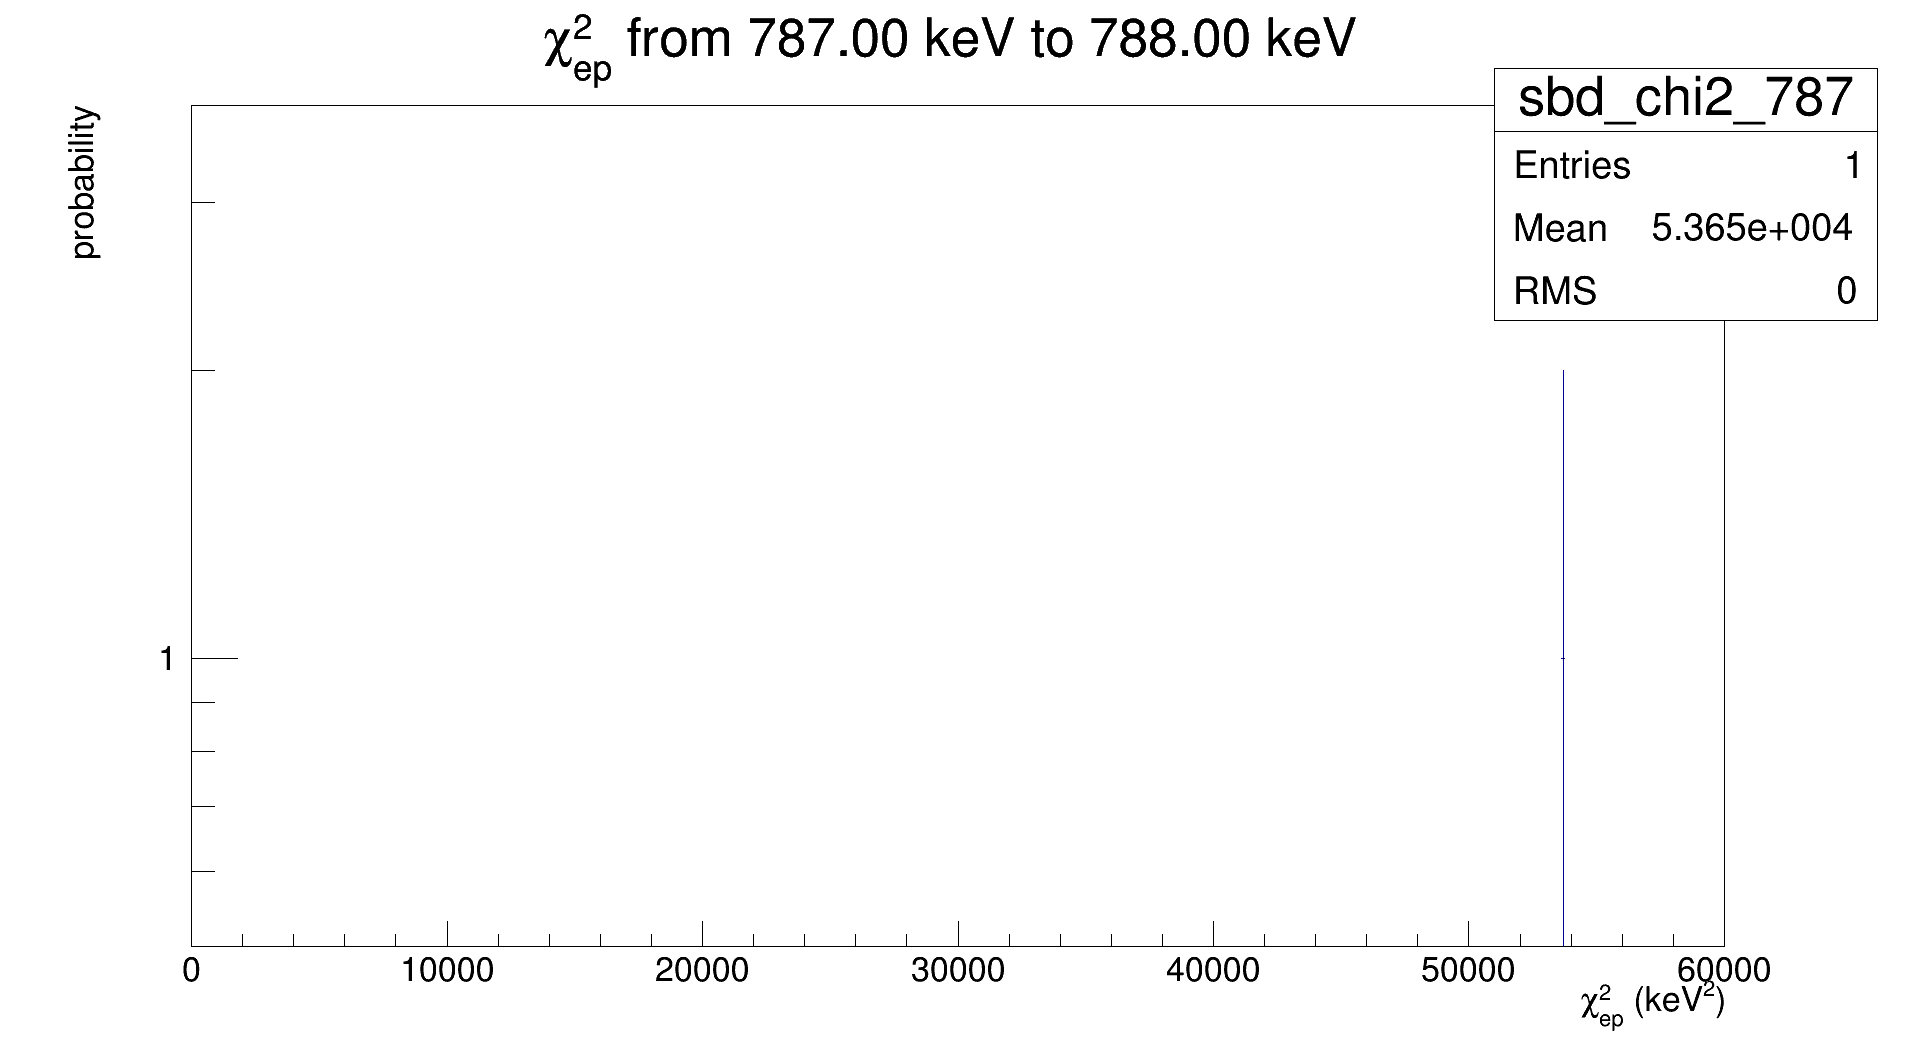 χ²ep from 787.00 keV to 788.00 keV
sbd_chi2_787
Entries 1
Mean 5.365e+004
RMS 0
probability
1
0 10000 20000 30000 40000 50000 60000
χ²ep (keV²)